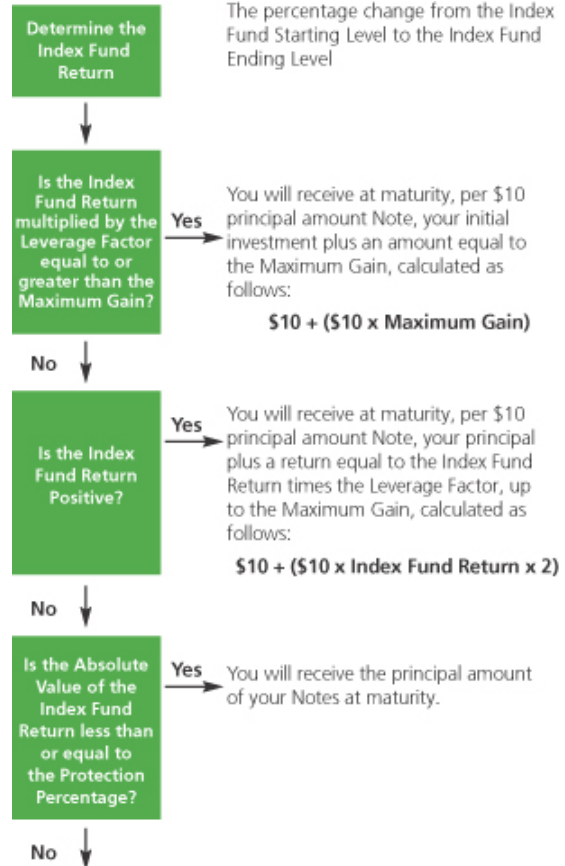 Determine the
Index Fund
Return
The percentage change from the Index
Fund Starting Level to the Index Fund
Ending Level
Is the Index
Fund Return
multiplied by the
Leverage Factor
equal to or
greater than the
Maximum Gain?
Yes
You will receive at maturity, per $10
principal amount Note, your initial
investment plus an amount equal to
the Maximum Gain, calculated as
follows:
$10 + ($10 x Maximum Gain)
No
Is the Index
Fund Return
Positive?
Yes
You will receive at maturity, per $10
principal amount Note, your principal
plus a return equal to the Index Fund
Return times the Leverage Factor, up
to the Maximum Gain, calculated as
follows:
$10 + ($10 x Index Fund Return x 2)
No
Is the Absolute
Value of the
Index Fund
Return less than
or equal to
the Protection
Percentage?
Yes
You will receive the principal amount
of your Notes at maturity.
No